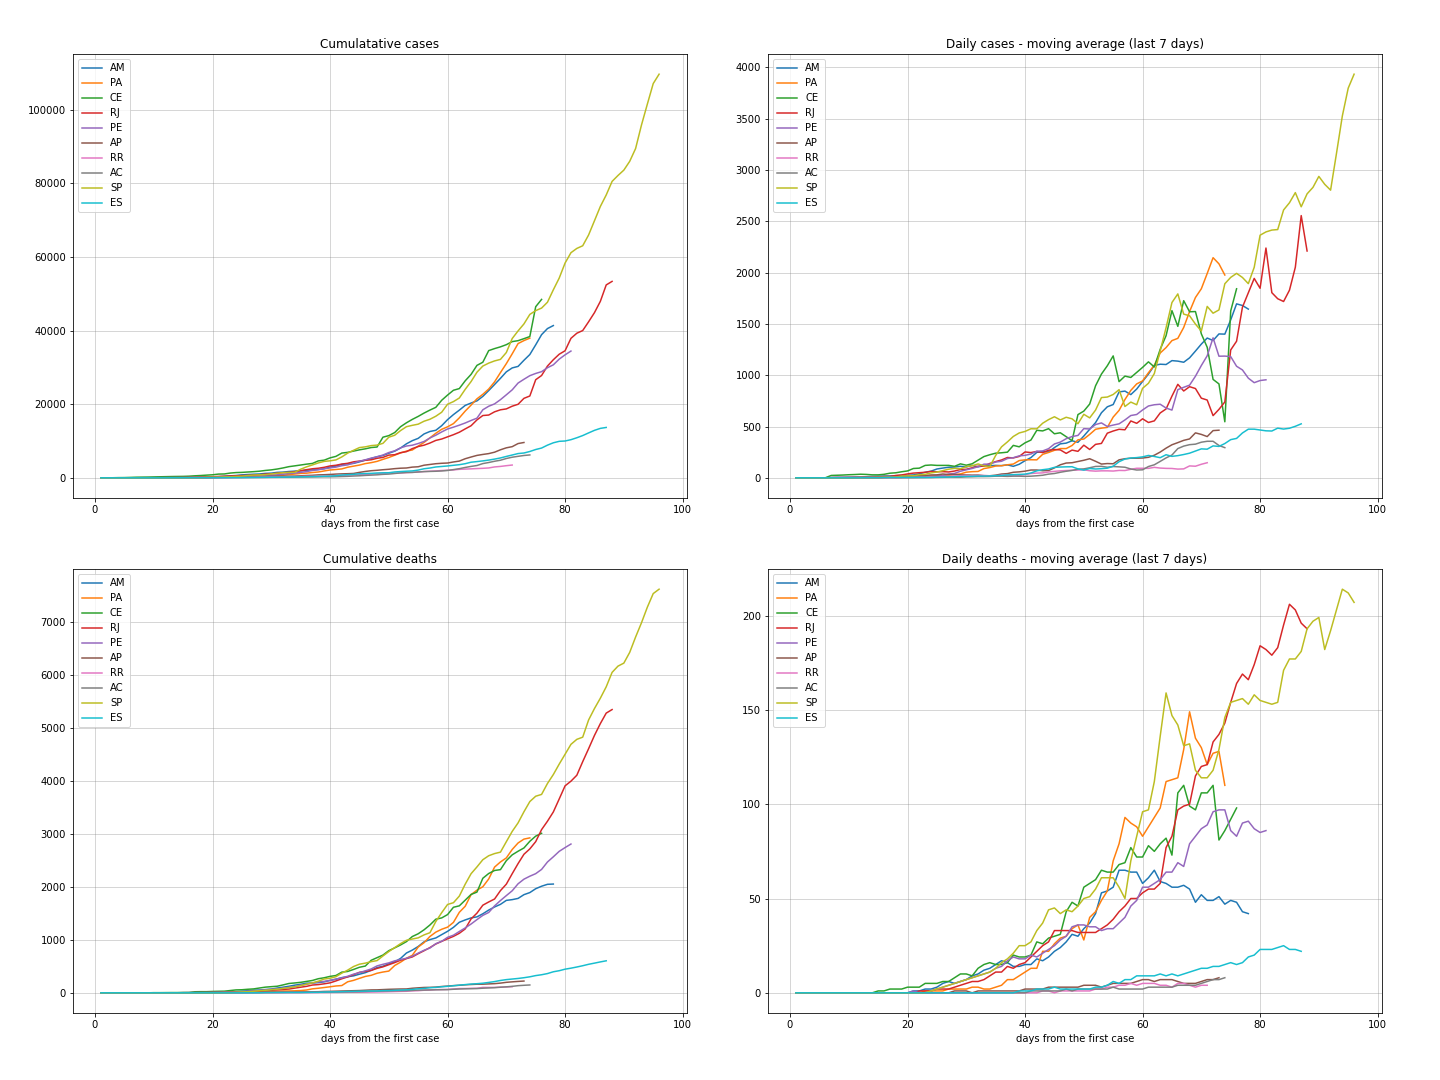 Cumulatative cases
AM
PA
CE
RJ
PE
AP
RR
AC
SP
ES
100000
80000
60000
40000
20000
0
0 20 40 60 80 100
days from the first case
Daily cases - moving average (last 7 days)
AM
PA
CE
RJ
PE
AP
RR
AC
SP
ES
4000
3500
3000
2500
2000
1500
1000
500
0
0 20 40 60 80 100
days from the first case
Cumulative deaths
AM
PA
CE
RJ
PE
AP
RR
AC
SP
ES
7000
6000
5000
4000
3000
2000
1000
0
0 20 40 60 80 100
days from the first case
Daily deaths - moving average (last 7 days)
AM
PA
CE
RJ
PE
AP
RR
AC
SP
ES
200
150
100
50
0
0 20 40 60 80 100
days from the first case